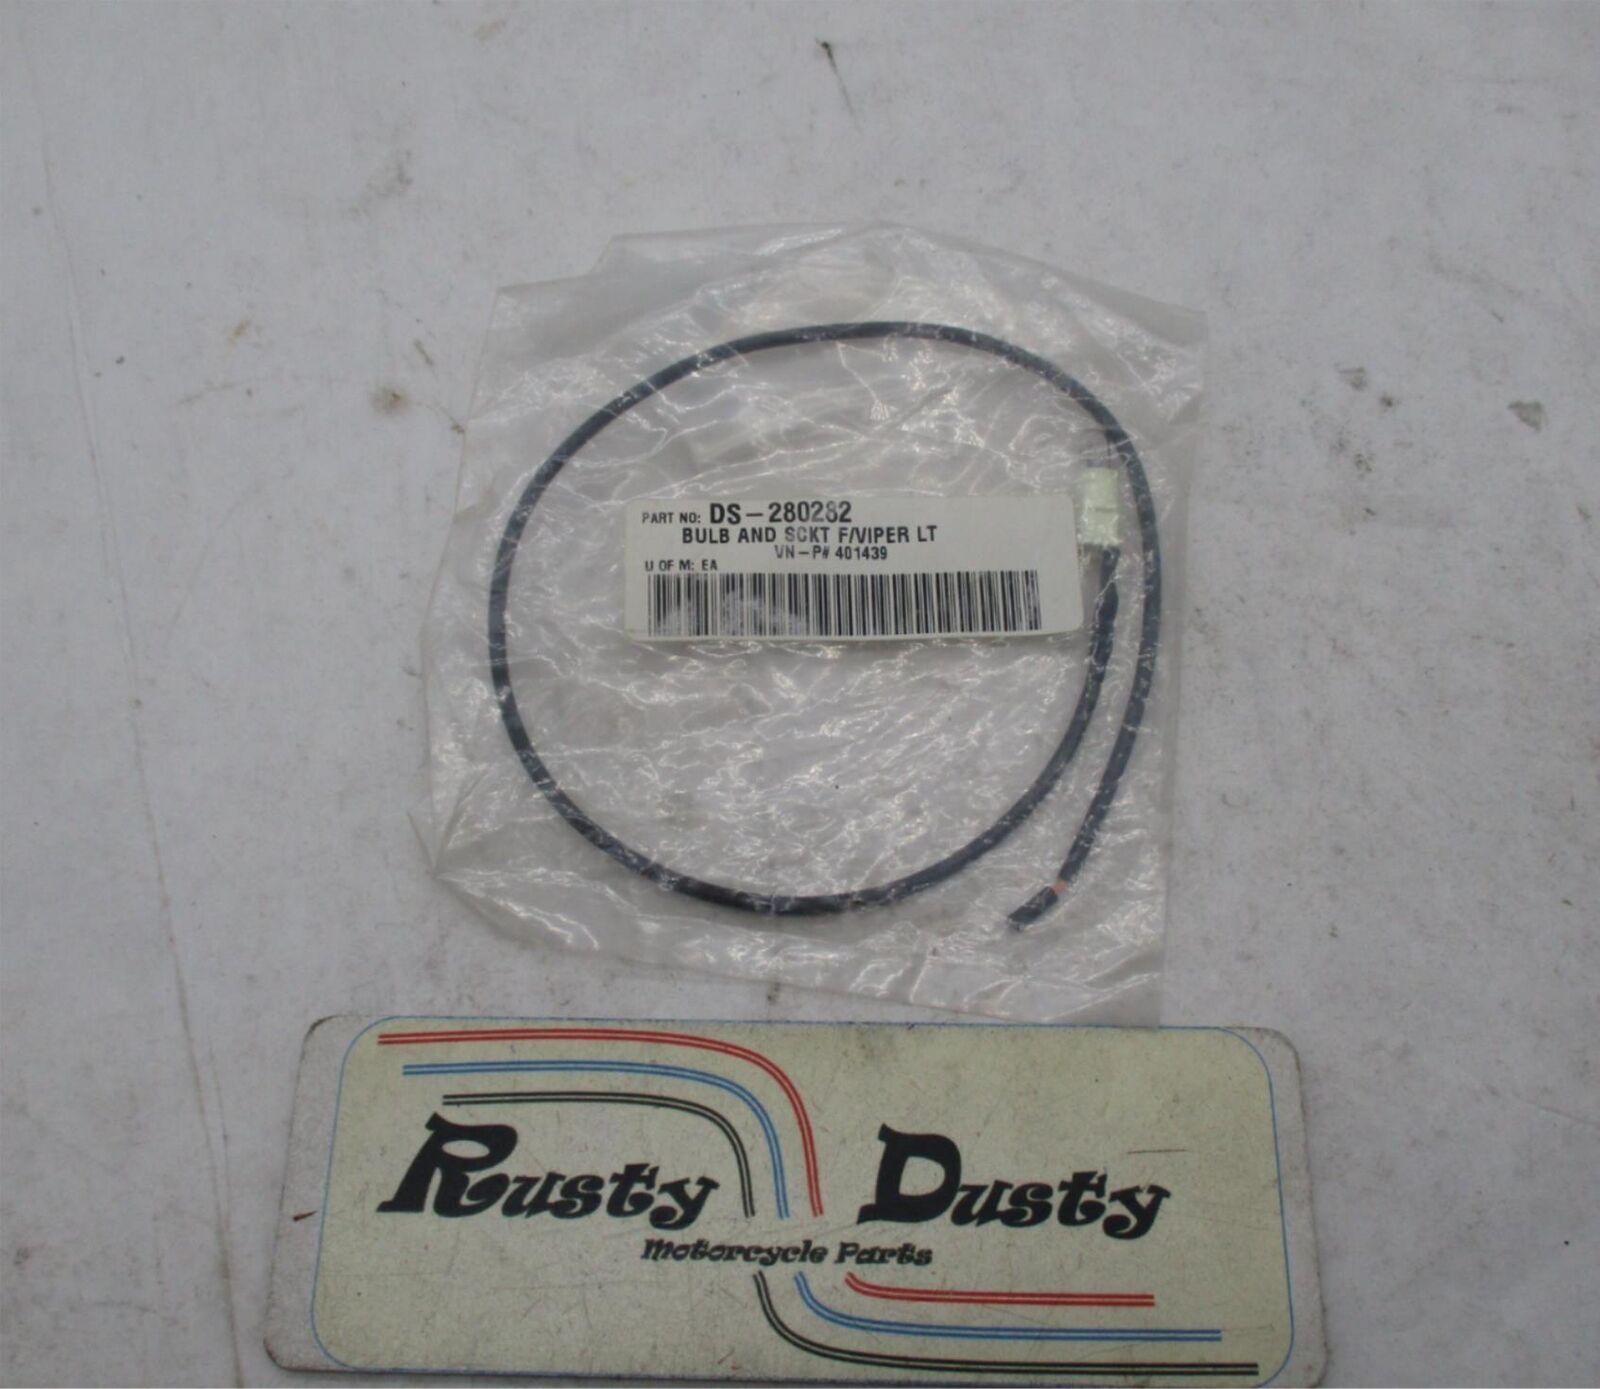 PART NO: DS-280282
BULB AND SCKT F/VIPER LT
VN-P# 401439
U OF M: EA
Rusty Dusty
Motorcycle Parts